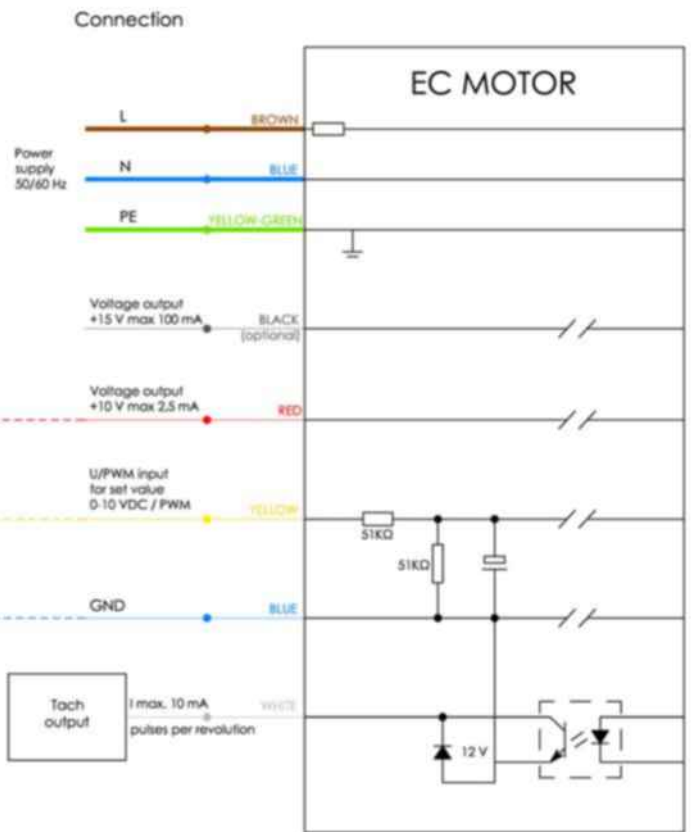 Connection
EC MOTOR
L
BROWN
Power
supply
50/60 Hz
N
BLUE
PE
YELLOW-GREEN
Voltage output
+15 V max 100 mA
BLACK
(optional)
Voltage output
+10 V max 2,5 mA
RED
U/PWM input
for set value
0-10 VDC / PWM
YELLOW
51KΩ
51KΩ
GND
BLUE
Tach
output
I max. 10 mA
pulses per revolution
WHITE
12 V